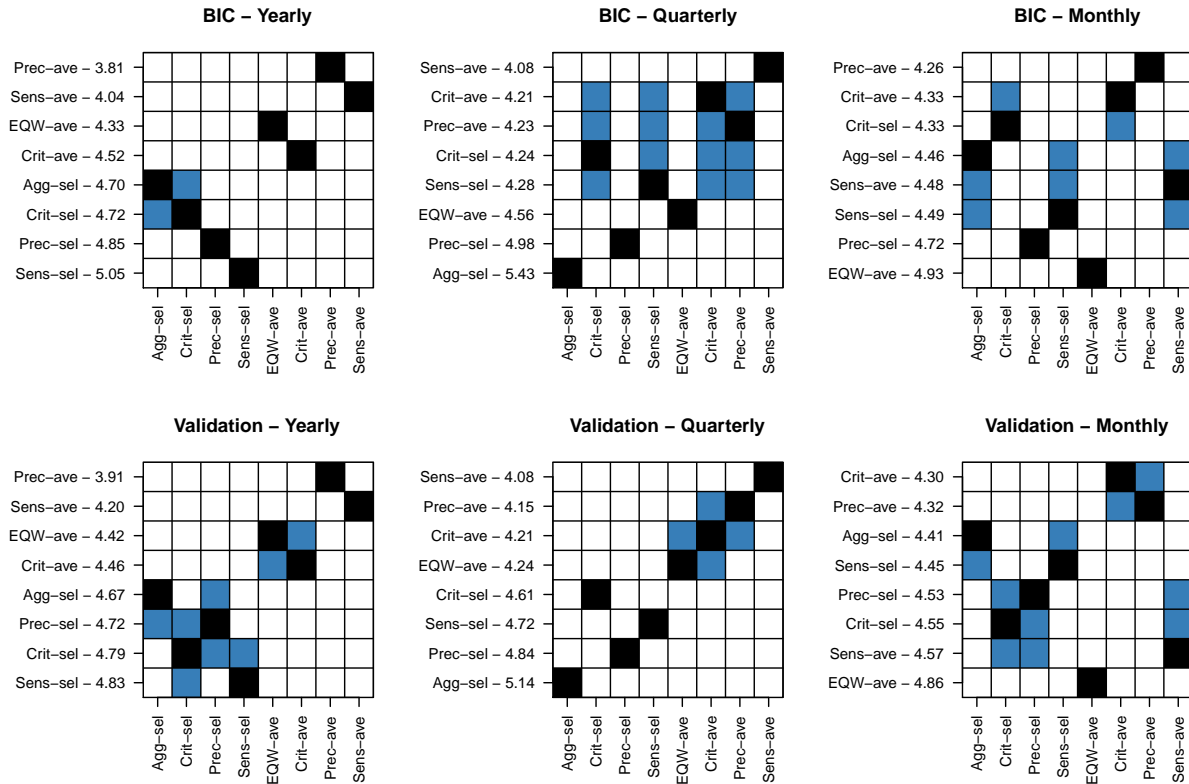 BIC − Yearly
Prec−ave − 3.81
Sens−ave − 4.04
EQW−ave − 4.33
Crit−ave − 4.52
Agg−sel − 4.70
Crit−sel − 4.72
Prec−sel − 4.85
Sens−sel − 5.05
Agg−sel
Crit−sel
Prec−sel
Sens−sel
EQW−ave
Crit−ave
Prec−ave
Sens−ave
BIC − Quarterly
Sens−ave − 4.08
Crit−ave − 4.21
Prec−ave − 4.23
Crit−sel − 4.24
Sens−sel − 4.28
EQW−ave − 4.56
Prec−sel − 4.98
Agg−sel − 5.43
Agg−sel
Crit−sel
Prec−sel
Sens−sel
EQW−ave
Crit−ave
Prec−ave
Sens−ave
BIC − Monthly
Prec−ave − 4.26
Crit−ave − 4.33
Crit−sel − 4.33
Agg−sel − 4.46
Sens−ave − 4.48
Sens−sel − 4.49
Prec−sel − 4.72
EQW−ave − 4.93
Agg−sel
Crit−sel
Prec−sel
Sens−sel
EQW−ave
Crit−ave
Prec−ave
Sens−ave
Validation − Yearly
Prec−ave − 3.91
Sens−ave − 4.20
EQW−ave − 4.42
Crit−ave − 4.46
Agg−sel − 4.67
Prec−sel − 4.72
Crit−sel − 4.79
Sens−sel − 4.83
Agg−sel
Crit−sel
Prec−sel
Sens−sel
EQW−ave
Crit−ave
Prec−ave
Sens−ave
Validation − Quarterly
Sens−ave − 4.08
Prec−ave − 4.15
Crit−ave − 4.21
EQW−ave − 4.24
Crit−sel − 4.61
Sens−sel − 4.72
Prec−sel − 4.84
Agg−sel − 5.14
Agg−sel
Crit−sel
Prec−sel
Sens−sel
EQW−ave
Crit−ave
Prec−ave
Sens−ave
Validation − Monthly
Crit−ave − 4.30
Prec−ave − 4.32
Agg−sel − 4.41
Sens−sel − 4.45
Prec−sel − 4.53
Crit−sel − 4.55
Sens−ave − 4.57
EQW−ave − 4.86
Agg−sel
Crit−sel
Prec−sel
Sens−sel
EQW−ave
Crit−ave
Prec−ave
Sens−ave